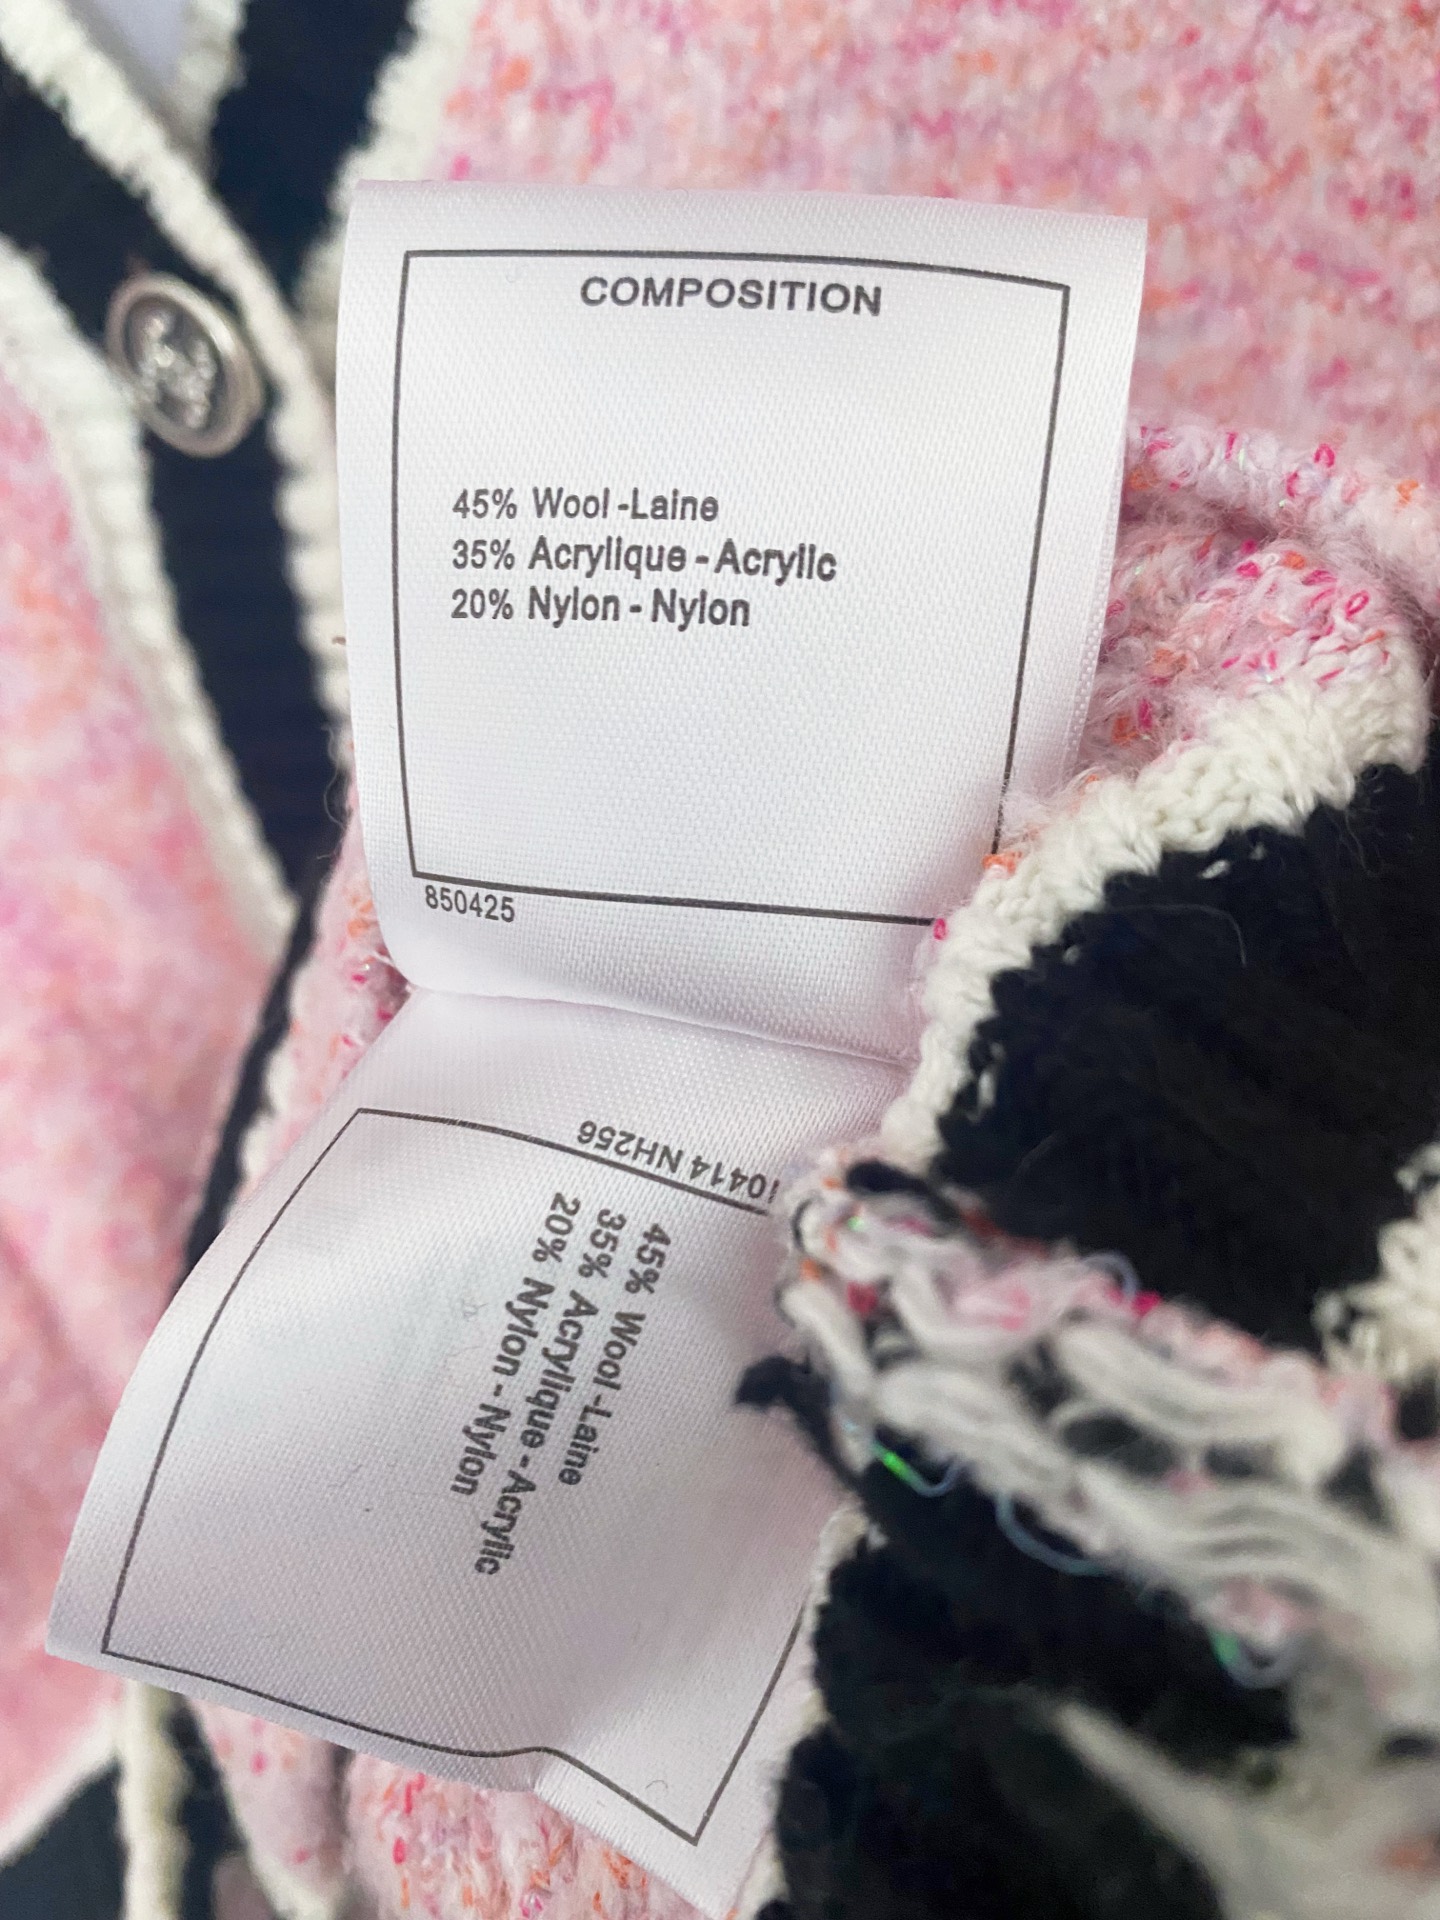 COMPOSITION
45% Wool -Laine
35% Acrylique - Acrylic
20% Nylon - Nylon
850425
10414 NH256
45% Wool -Laine
35% Acrylique - Acrylic
20% Nylon - Nylon